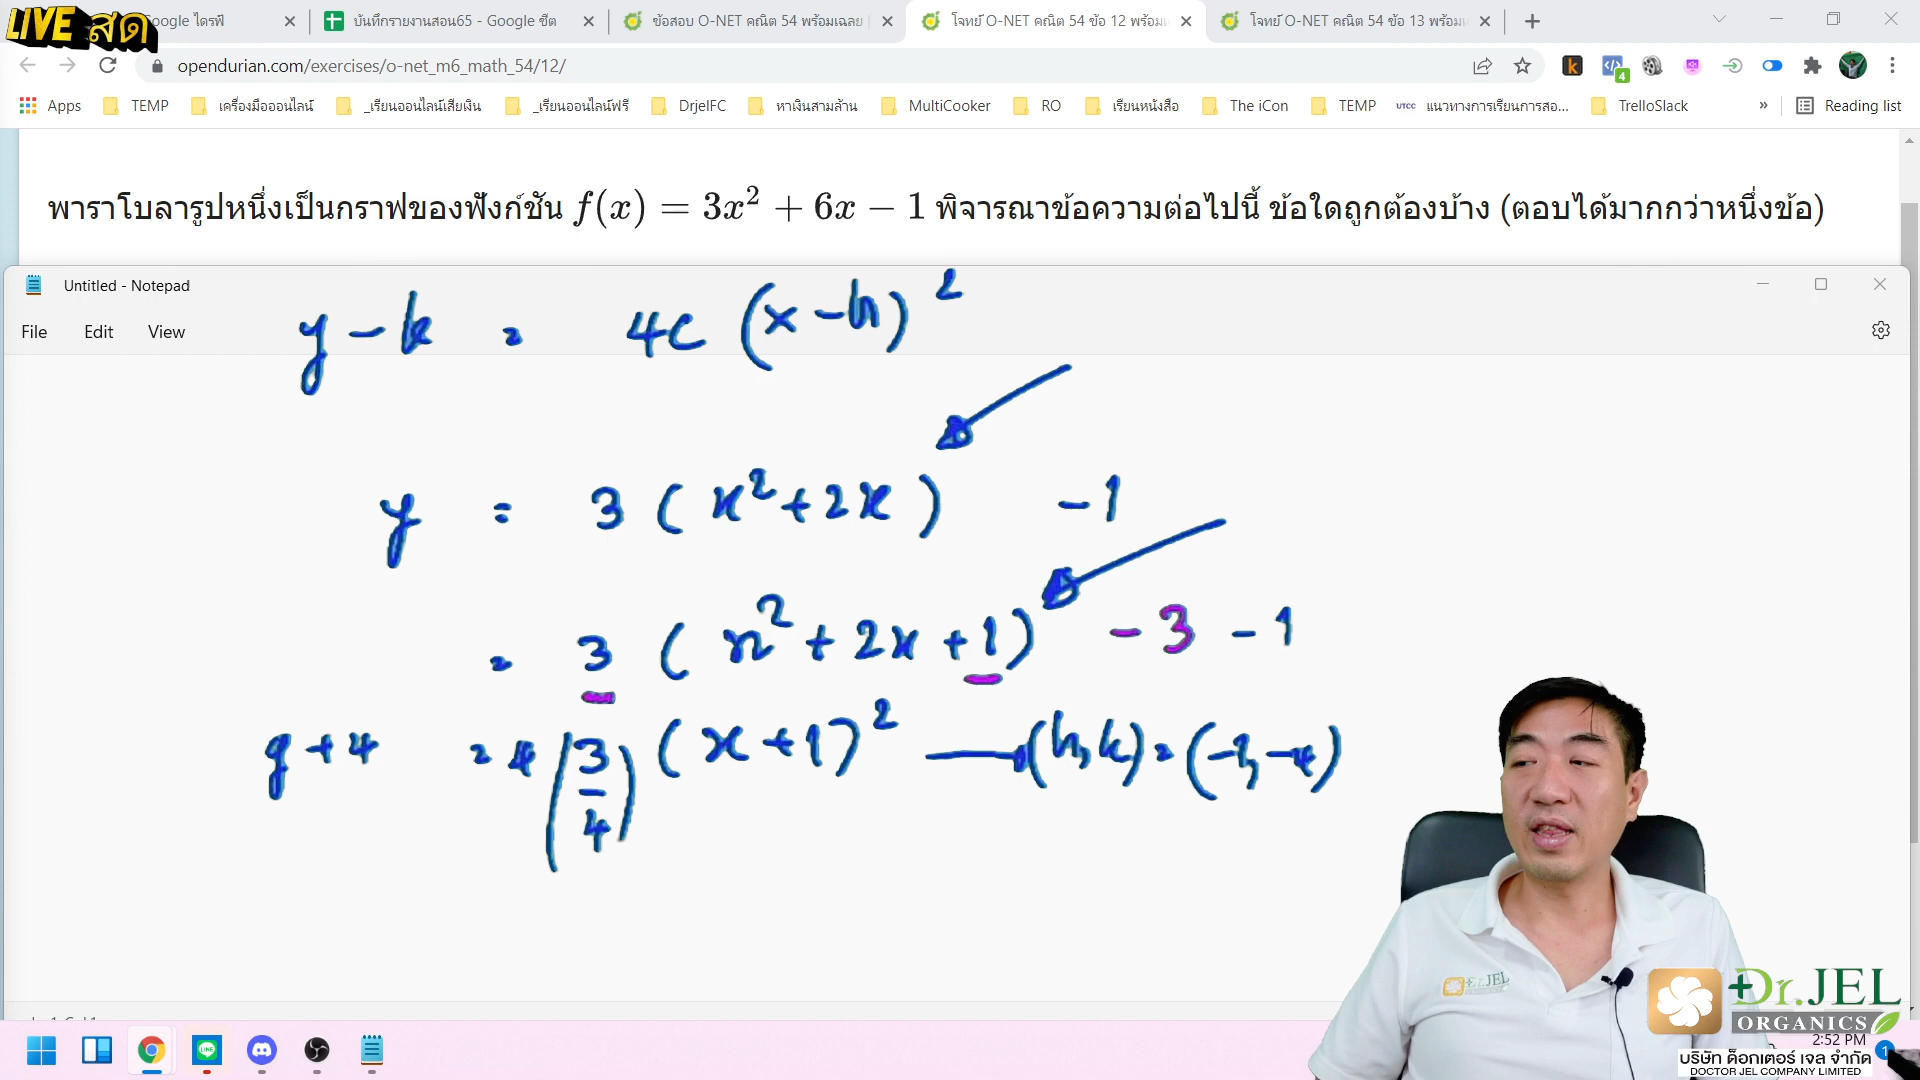 LIVE สด
Google ไดรฟ์
บันทึกรายงานสอน65 - Google ชีต
ข้อสอบ O-NET คณิต 54 พร้อมเฉลย
โจทย์ O-NET คณิต 54 ข้อ 12 พร้อม
โจทย์ O-NET คณิต 54 ข้อ 13 พร้อม
opendurian.com/exercises/o-net_m6_math_54/12/
4
Apps TEMP เครื่องมือออนไลน์ _เรียนออนไลน์เสียเงิน _เรียนออนไลน์ฟรี DrjelFC หาเงินสามล้าน MultiCooker RO เรียนหนังสือ The iCon TEMP UTCC แนวทางการเรียนการสอ... TrelloSlack » Reading list
พาราโบลารูปหนึ่งเป็นกราฟของฟังก์ชัน f(x) = 3x² + 6x − 1 พิจารณาข้อความต่อไปนี้ ข้อใดถูกต้องบ้าง (ตอบได้มากกว่าหนึ่งข้อ)
Untitled - Notepad
File Edit View
y − k = 4c (x − h)²
y = 3 ( x² + 2x ) − 1
= 3 ( x² + 2x + 1 ) − 3 − 1
y + 4 = 4 (3/4) ( x + 1 )² → (h, k) = (−1, −4)
Dr.JEL
Dr.JEL
ORGANICS
2:52 PM
1
บริษัท ด็อกเตอร์ เจล จำกัด
DOCTOR JEL COMPANY LIMITED